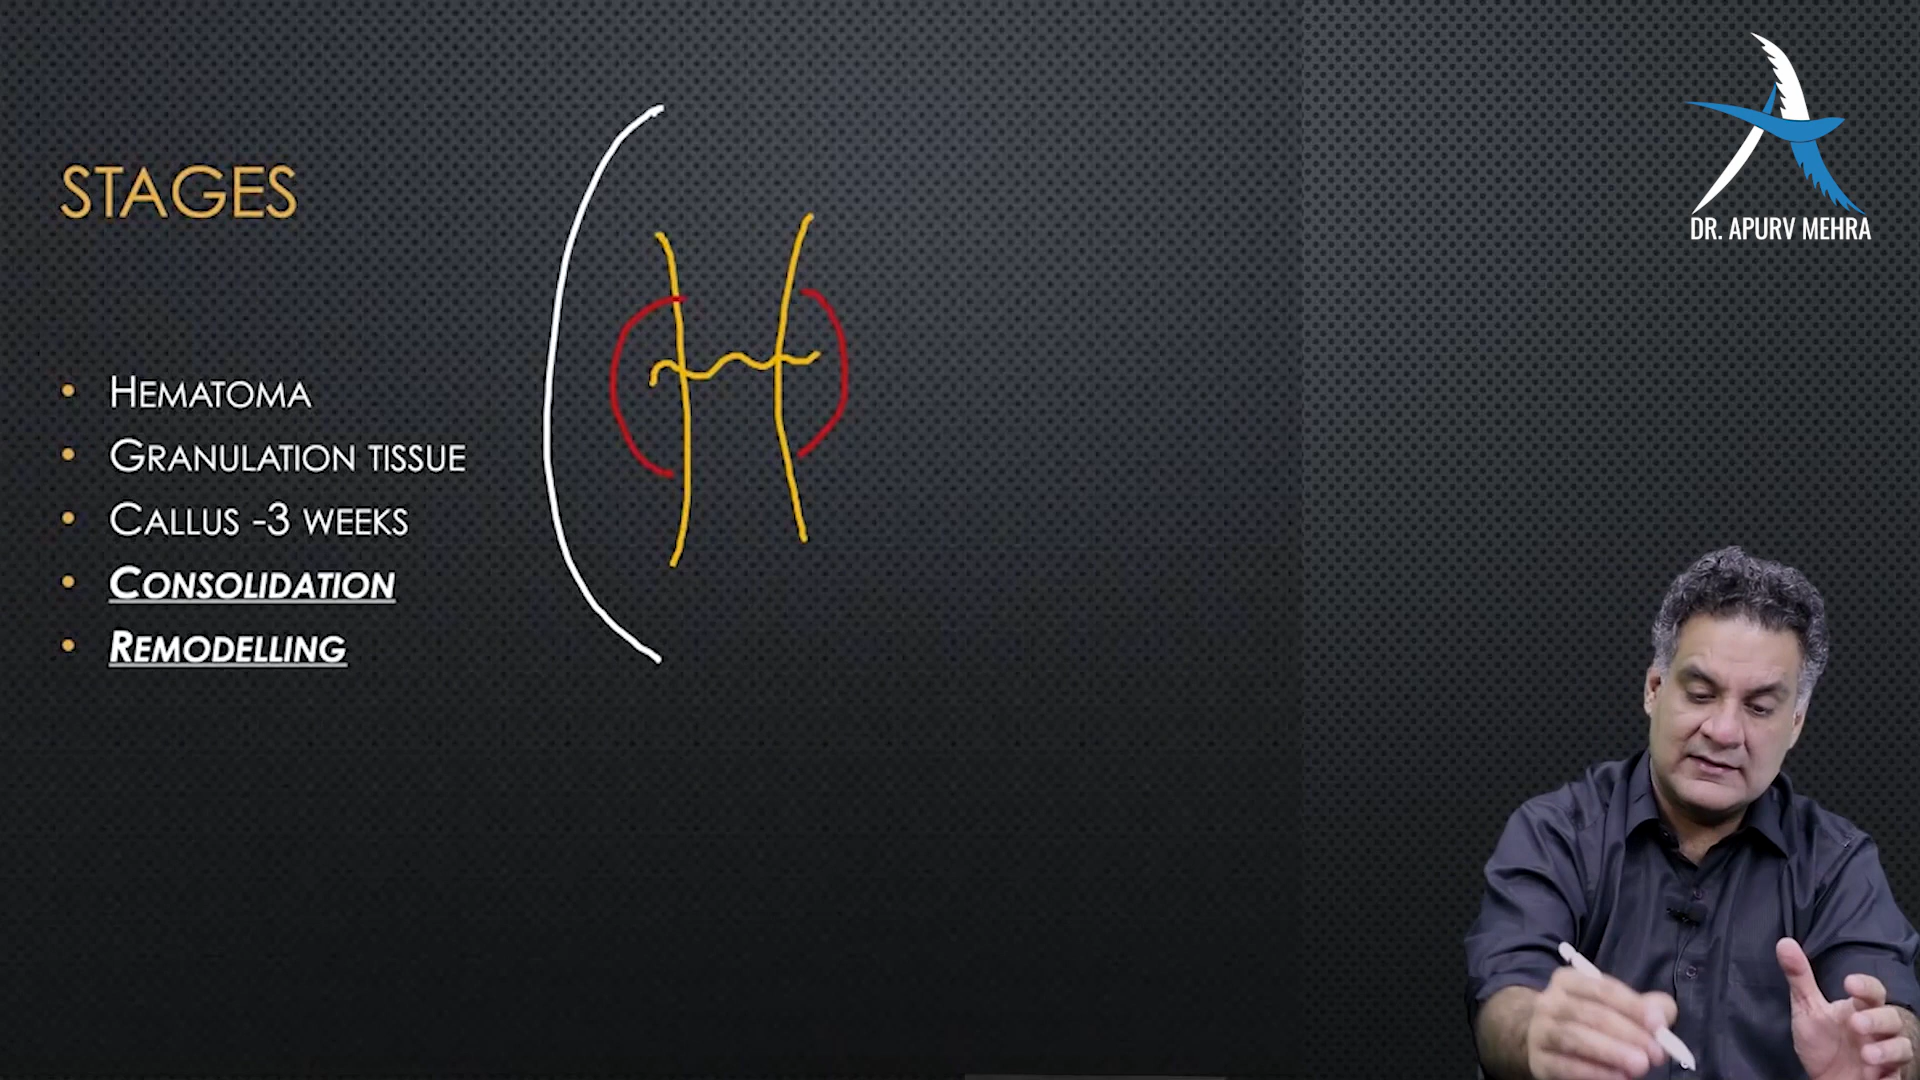 STAGES
HEMATOMA
GRANULATION TISSUE
CALLUS -3 WEEKS
CONSOLIDATION
REMODELLING
DR. APURV MEHRA